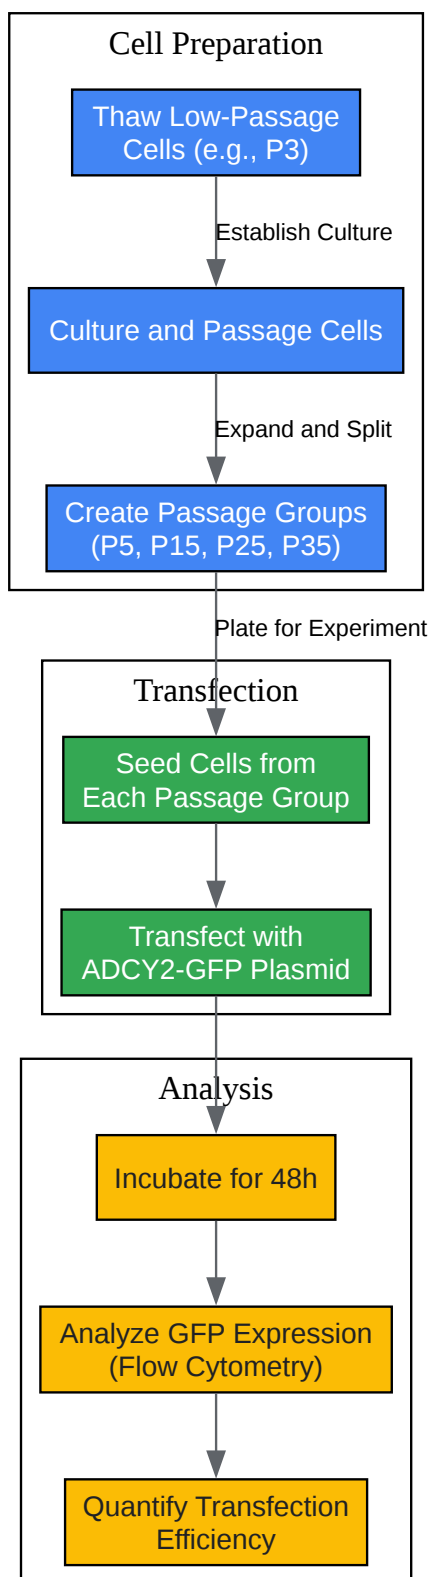 Cell Preparation
Thaw Low-Passage
Cells (e.g., P3)
Establish Culture
Culture and Passage Cells
Expand and Split
Create Passage Groups
(P5, P15, P25, P35)
Plate for Experiment
Transfection
Seed Cells from
Each Passage Group
Transfect with
ADCY2-GFP Plasmid
Analysis
Incubate for 48h
Analyze GFP Expression
(Flow Cytometry)
Quantify Transfection
Efficiency